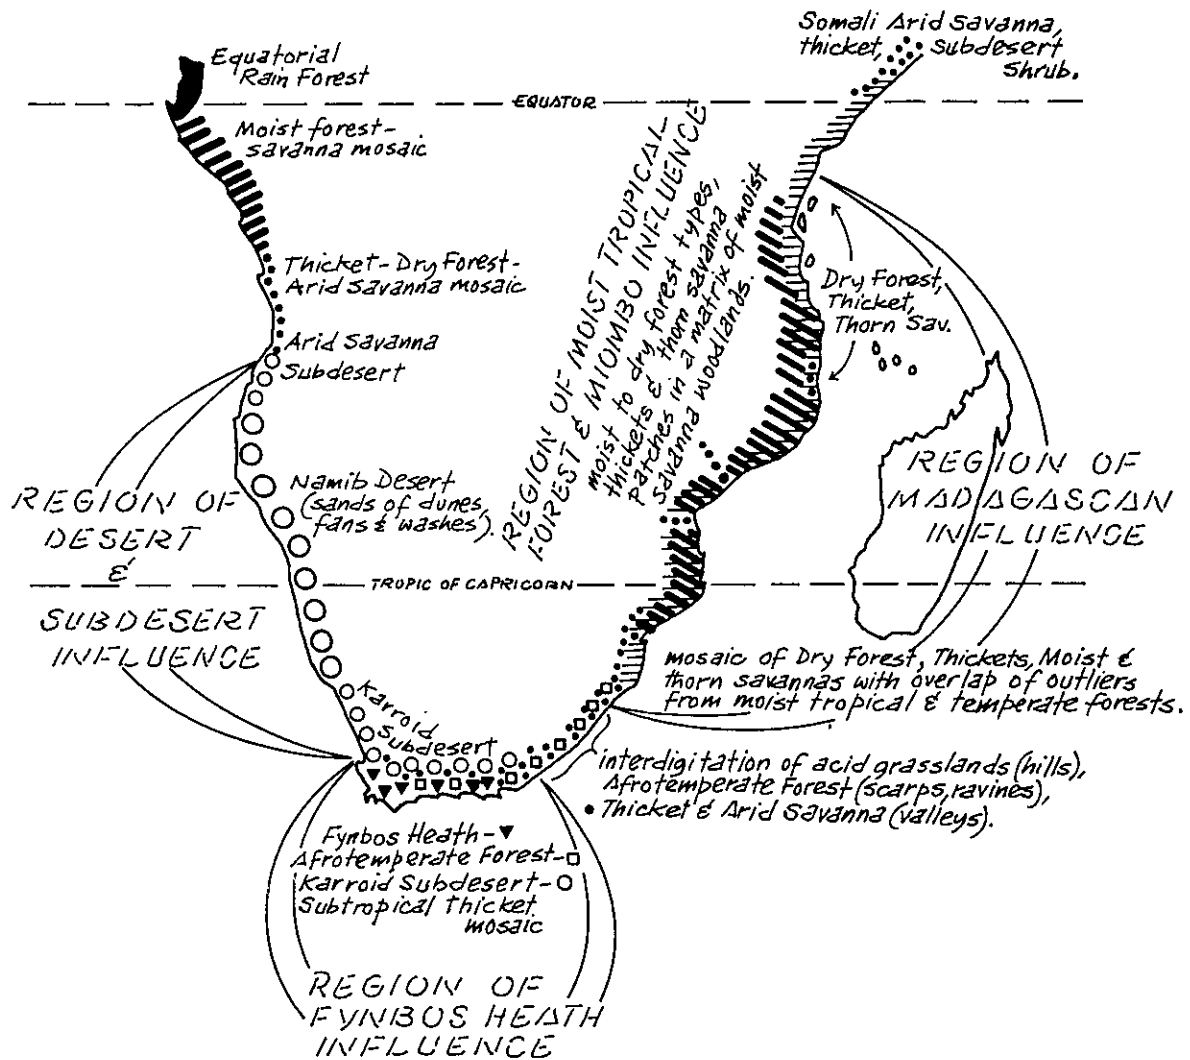 Somali Arid Savanna,
thicket, Subdesert
Shrub.
Equatorial
Rain Forest
EQUATOR
Moist forest-
savanna mosaic
REGION OF MOIST TROPICAL-
FOREST & MIOMBO INFLUENCE
moist to dry forest types,
thickets & thorn savanna
patches in a matrix of moist
savanna woodlands.
Thicket-Dry Forest-
Arid Savanna mosaic
Dry Forest,
Thicket,
Thorn Sav.
Arid Savanna
Subdesert
REGION OF
DESERT
&
SUBDESERT
INFLUENCE
Namib Desert
(sands of dunes,
fans & washes).
REGION OF
MADAGASCAN
INFLUENCE
TROPIC OF CAPRICORN
mosaic of Dry Forest, Thickets, Moist &
thorn savannas with overlap of outliers
from moist tropical & temperate forests.
Karroid
Subdesert
interdigitation of acid grasslands (hills),
Afrotemperate Forest (scarps, ravines),
Thicket & Arid Savanna (valleys).
Fynbos Heath-
Afrotemperate Forest-
Karroid Subdesert-
Subtropical Thicket
mosaic
REGION OF
FYNBOS HEATH
INFLUENCE